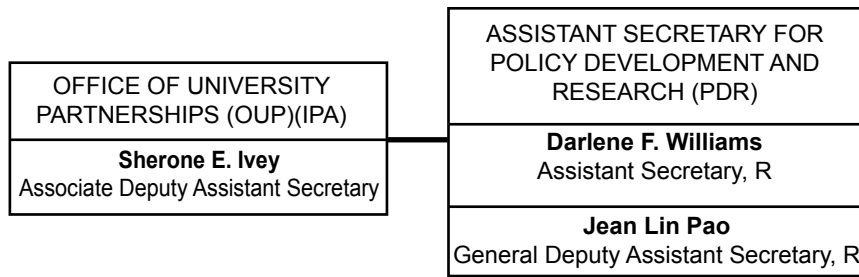 OFFICE OF UNIVERSITY
PARTNERSHIPS (OUP)(IPA)
Sherone E. Ivey
Associate Deputy Assistant Secretary
ASSISTANT SECRETARY FOR
POLICY DEVELOPMENT AND
RESEARCH (PDR)
Darlene F. Williams
Assistant Secretary, R
Jean Lin Pao
General Deputy Assistant Secretary, R